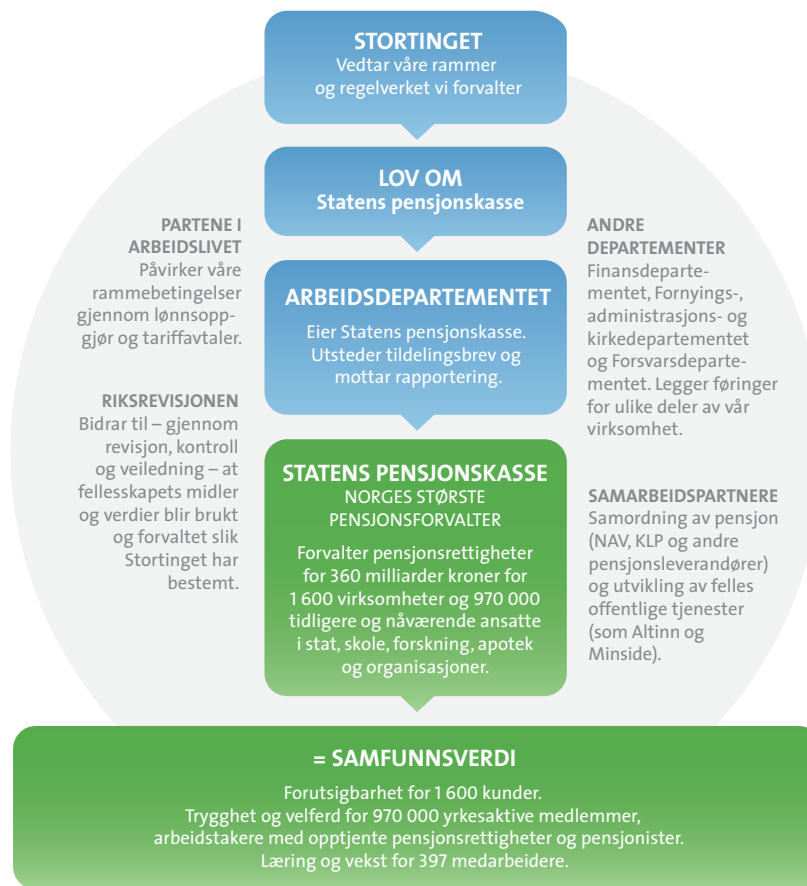 STORTINGET
Vedtar våre rammer
og regelverket vi forvalter
LOV OM
Statens pensjonskasse
PARTENE I
ARBEIDSLIVET
Påvirker våre
rammebetingelser
gjennom lønnsopp-
gjør og tariffavtaler.
RIKSREVISJONEN
Bidrar til – gjennom
revisjon, kontroll
og veiledning – at
fellesskapets midler
og verdier blir brukt
og forvaltet slik
Stortinget har
bestemt.
ARBEIDSDEPARTEMENTET
Eier Statens pensjonskasse.
Utsteder tildelingsbrev og
mottar rapportering.
STATENS PENSJONSKASSE
NORGES STØRSTE
PENSJONSFORVALTER
Forvalter pensjonsrettigheter
for 360 milliarder kroner for
1 600 virksomheter og 970 000
tidligere og nåværende ansatte
i stat, skole, forskning, apotek
og organisasjoner.
ANDRE
DEPARTEMENTER
Finansdeparte-
mentet, Fornyings-,
administrasjons- og
kirkedepartementet
og Forsvarsdeparte-
mentet. Legger føringer
for ulike deler av vår
virksomhet.
SAMARBEIDSPARTNERE
Samordning av pensjon
(NAV, KLP og andre
pensjonsleverandører)
og utvikling av felles
offentlige tjenester
(som Altinn og
Minside).
= SAMFUNNSVERDI
Forutsigbarhet for 1 600 kunder.
Trygghet og velferd for 970 000 yrkesaktive medlemmer,
arbeidstakere med opptjente pensjonsrettigheter og pensjonister.
Læring og vekst for 397 medarbeidere.